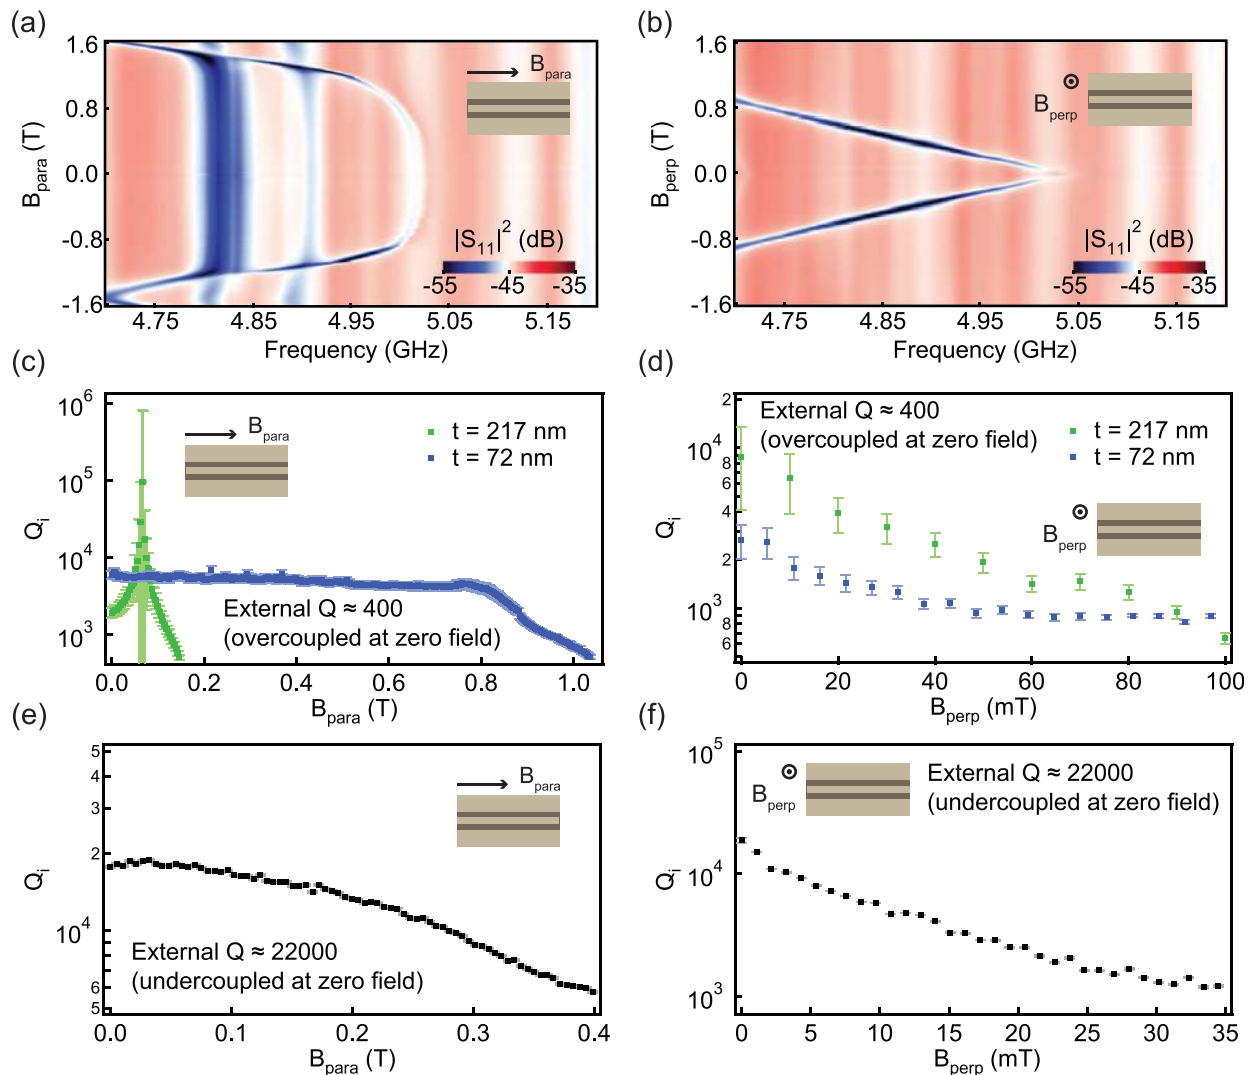 (a)
B_para (T)
1.6
0.8
0.0
-0.8
-1.6
B_para
|S_11|^2 (dB)
-55
-45
-35
4.75
4.85
4.95
5.05
5.15
Frequency (GHz)
(b)
B_perp (T)
1.6
0.8
0.0
-0.8
-1.6
B_perp
|S_11|^2 (dB)
-55
-45
-35
4.75
4.85
4.95
5.05
5.15
Frequency (GHz)
(c)
Q_i
10^6
10^5
10^4
10^3
B_para
t = 217 nm
t = 72 nm
External Q ≈ 400
(overcoupled at zero field)
0.0
0.2
0.4
0.6
0.8
1.0
B_para (T)
(d)
Q_i
2
10^4
8
6
4
2
10^3
8
6
External Q ≈ 400
(overcoupled at zero field)
t = 217 nm
t = 72 nm
B_perp
0
20
40
60
80
100
B_perp (mT)
(e)
Q_i
5
4
3
2
10^4
6
5
B_para
External Q ≈ 22000
(undercoupled at zero field)
0.0
0.1
0.2
0.3
0.4
B_para (T)
(f)
Q_i
10^5
10^4
10^3
B_perp
External Q ≈ 22000
(undercoupled at zero field)
0
5
10
15
20
25
30
35
B_perp (mT)